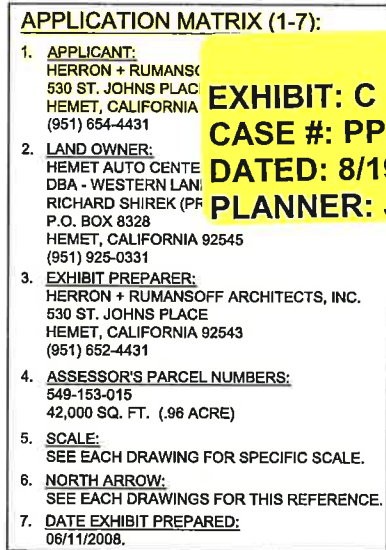 APPLICATION MATRIX (1-7):
1. APPLICANT:
HERRON + RUMANSO
530 ST. JOHNS PLAC
HEMET, CALIFORNIA
(951) 654-4431
EXHIBIT: C
CASE #: PP
DATED: 8/19
PLANNER:
2. LAND OWNER:
HEMET AUTO CENTE
DBA - WESTERN LAN
RICHARD SHIREK (PR
P.O. BOX 8328
HEMET, CALIFORNIA 92545
(951) 925-0331
3. EXHIBIT PREPARER:
HERRON + RUMANSOFF ARCHITECTS, INC.
530 ST. JOHNS PLACE
HEMET, CALIFORNIA 92543
(951) 652-4431
4. ASSESSOR'S PARCEL NUMBERS:
549-153-015
42,000 SQ. FT. (.96 ACRE)
5. SCALE:
SEE EACH DRAWING FOR SPECIFIC SCALE.
6. NORTH ARROW:
SEE EACH DRAWINGS FOR THIS REFERENCE.
7. DATE EXHIBIT PREPARED:
06/11/2008.